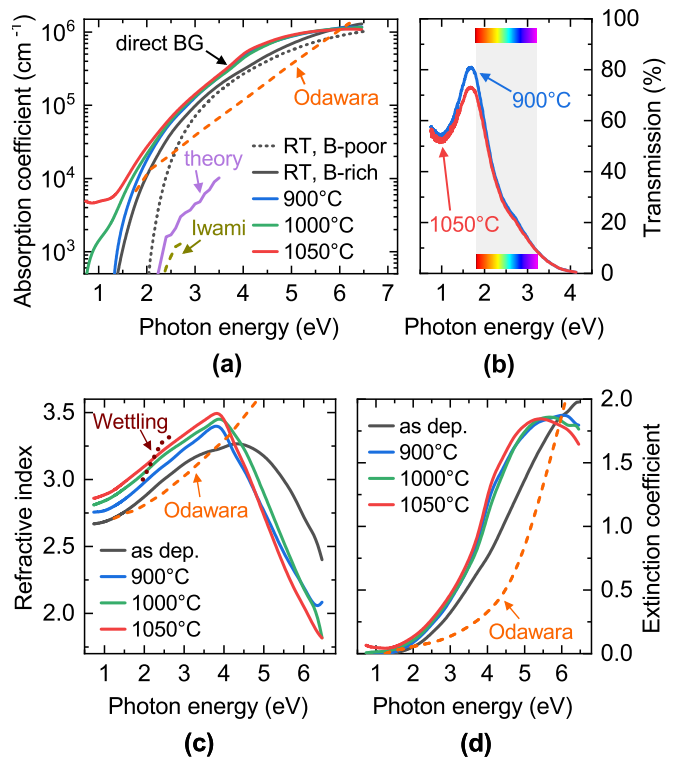 Absorption coefficient (cm⁻¹)
10⁶
10⁵
10⁴
10³
direct BG
Odawara
theory
Iwami
RT, B-poor
RT, B-rich
900°C
1000°C
1050°C
1 2 3 4 5 6 7
Photon energy (eV)
(a)
100
80
60
40
20
0
Transmission (%)
900°C
1050°C
1 2 3 4 5
Photon energy (eV)
(b)
Refractive index
3.5
3.0
2.5
2.0
Wettling
Odawara
as dep.
900°C
1000°C
1050°C
1 2 3 4 5 6
Photon energy (eV)
(c)
2.0
1.5
1.0
0.5
0.0
Extinction coefficient
as dep.
900°C
1000°C
1050°C
Odawara
1 2 3 4 5 6
Photon energy (eV)
(d)